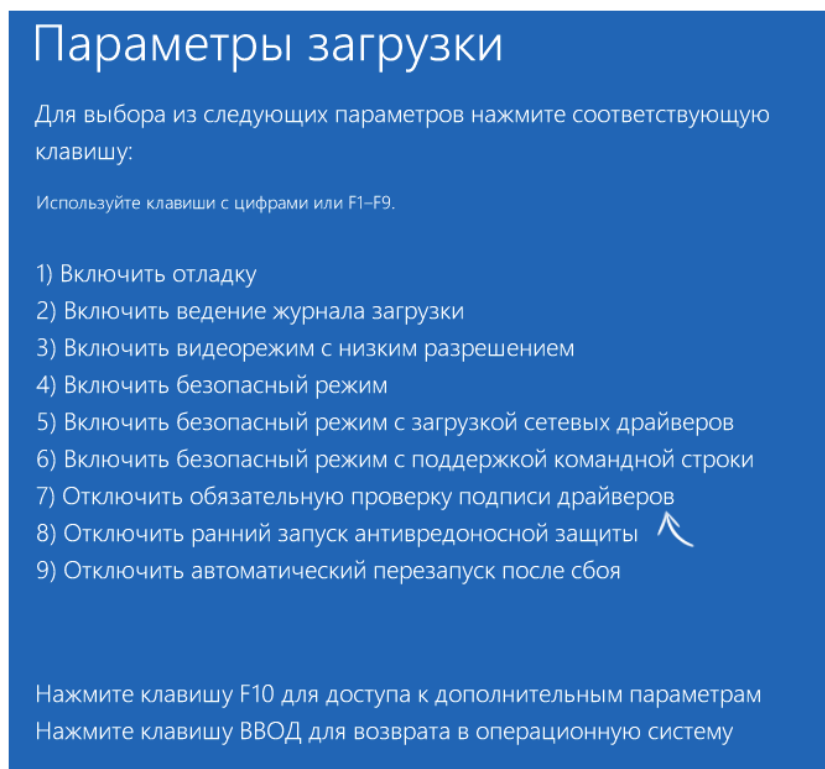 Параметры загрузки
Для выбора из следующих параметров нажмите соответствующую
клавишу:
Используйте клавиши с цифрами или F1–F9.
1) Включить отладку
2) Включить ведение журнала загрузки
3) Включить видеорежим с низким разрешением
4) Включить безопасный режим
5) Включить безопасный режим с загрузкой сетевых драйверов
6) Включить безопасный режим с поддержкой командной строки
7) Отключить обязательную проверку подписи драйверов
8) Отключить ранний запуск антивредоносной защиты
9) Отключить автоматический перезапуск после сбоя
Нажмите клавишу F10 для доступа к дополнительным параметрам
Нажмите клавишу ВВОД для возврата в операционную систему